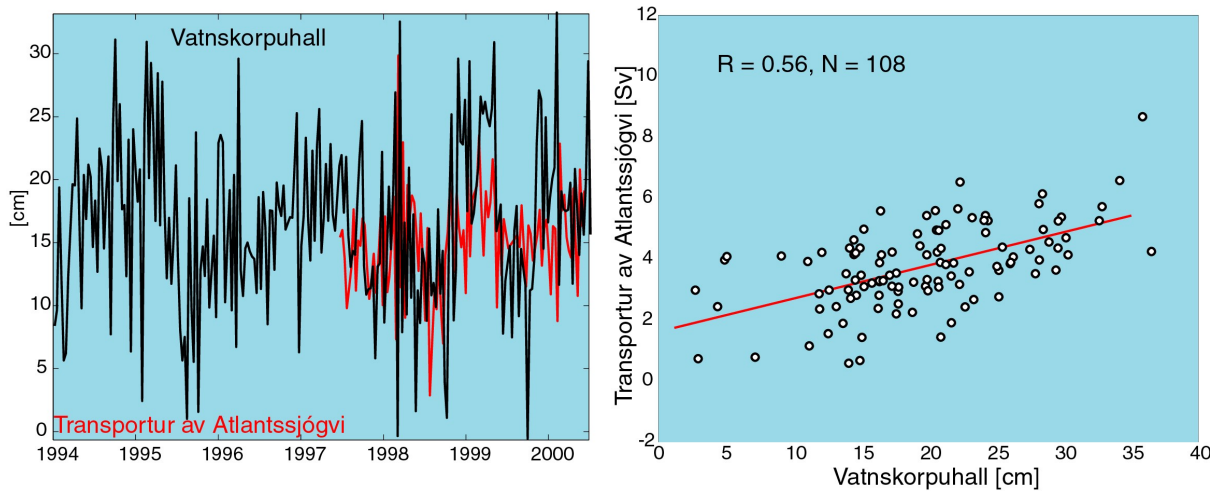 Vatnskorpuhall
[cm]
30
25
20
15
10
5
0
Transportur av Atlantssjógvi
1994 1995 1996 1997 1998 1999 2000
R = 0.56, N = 108
Transportur av Atlantssjógvi [Sv]
12
10
8
6
4
2
0
-2
0 5 10 15 20 25 30 35 40
Vatnskorpuhall [cm]